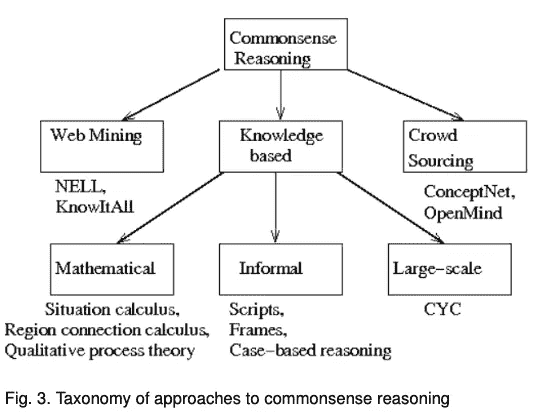 Commonsense
Reasoning
Web Mining
NELL,
KnowItAll
Knowledge
based
Crowd
Sourcing
ConceptNet,
OpenMind
Mathematical
Situation calculus,
Region connection calculus,
Qualitative process theory
Informal
Scripts,
Frames,
Case-based reasoning
Large-scale
CYC
Fig. 3. Taxonomy of approaches to commonsense reasoning